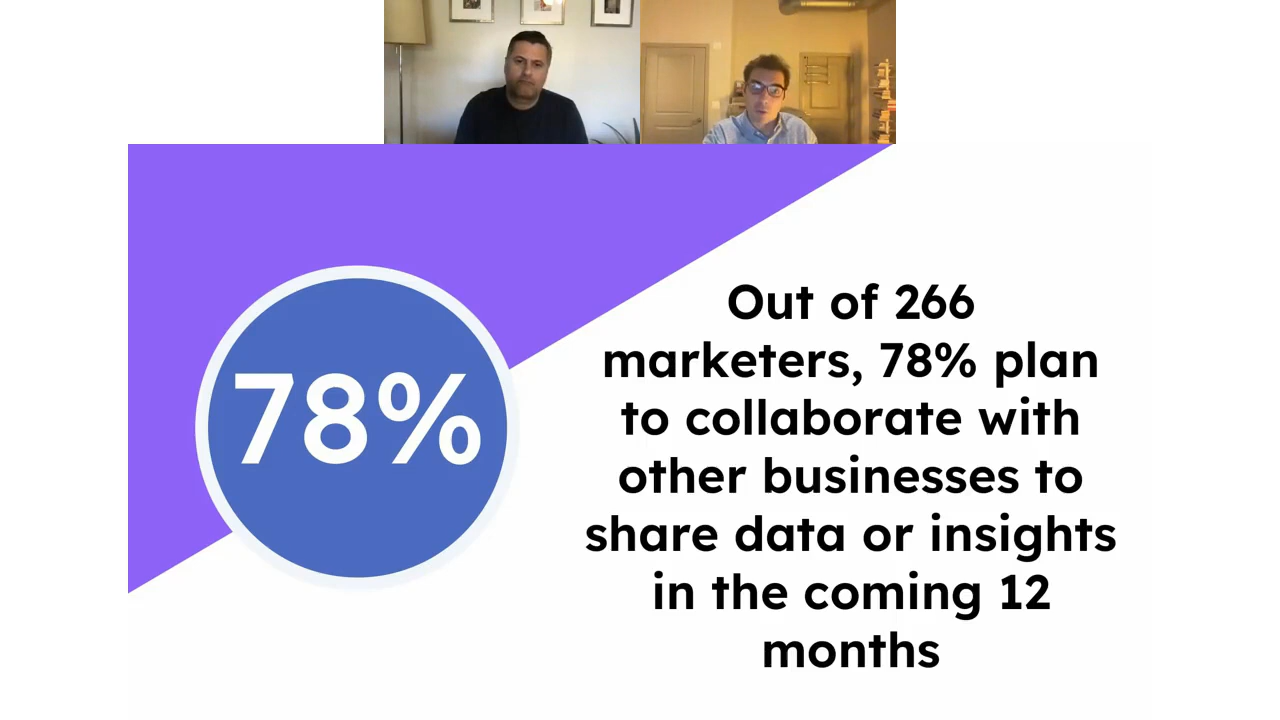 78%
Out of 266
marketers, 78% plan
to collaborate with
other businesses to
share data or insights
in the coming 12
months